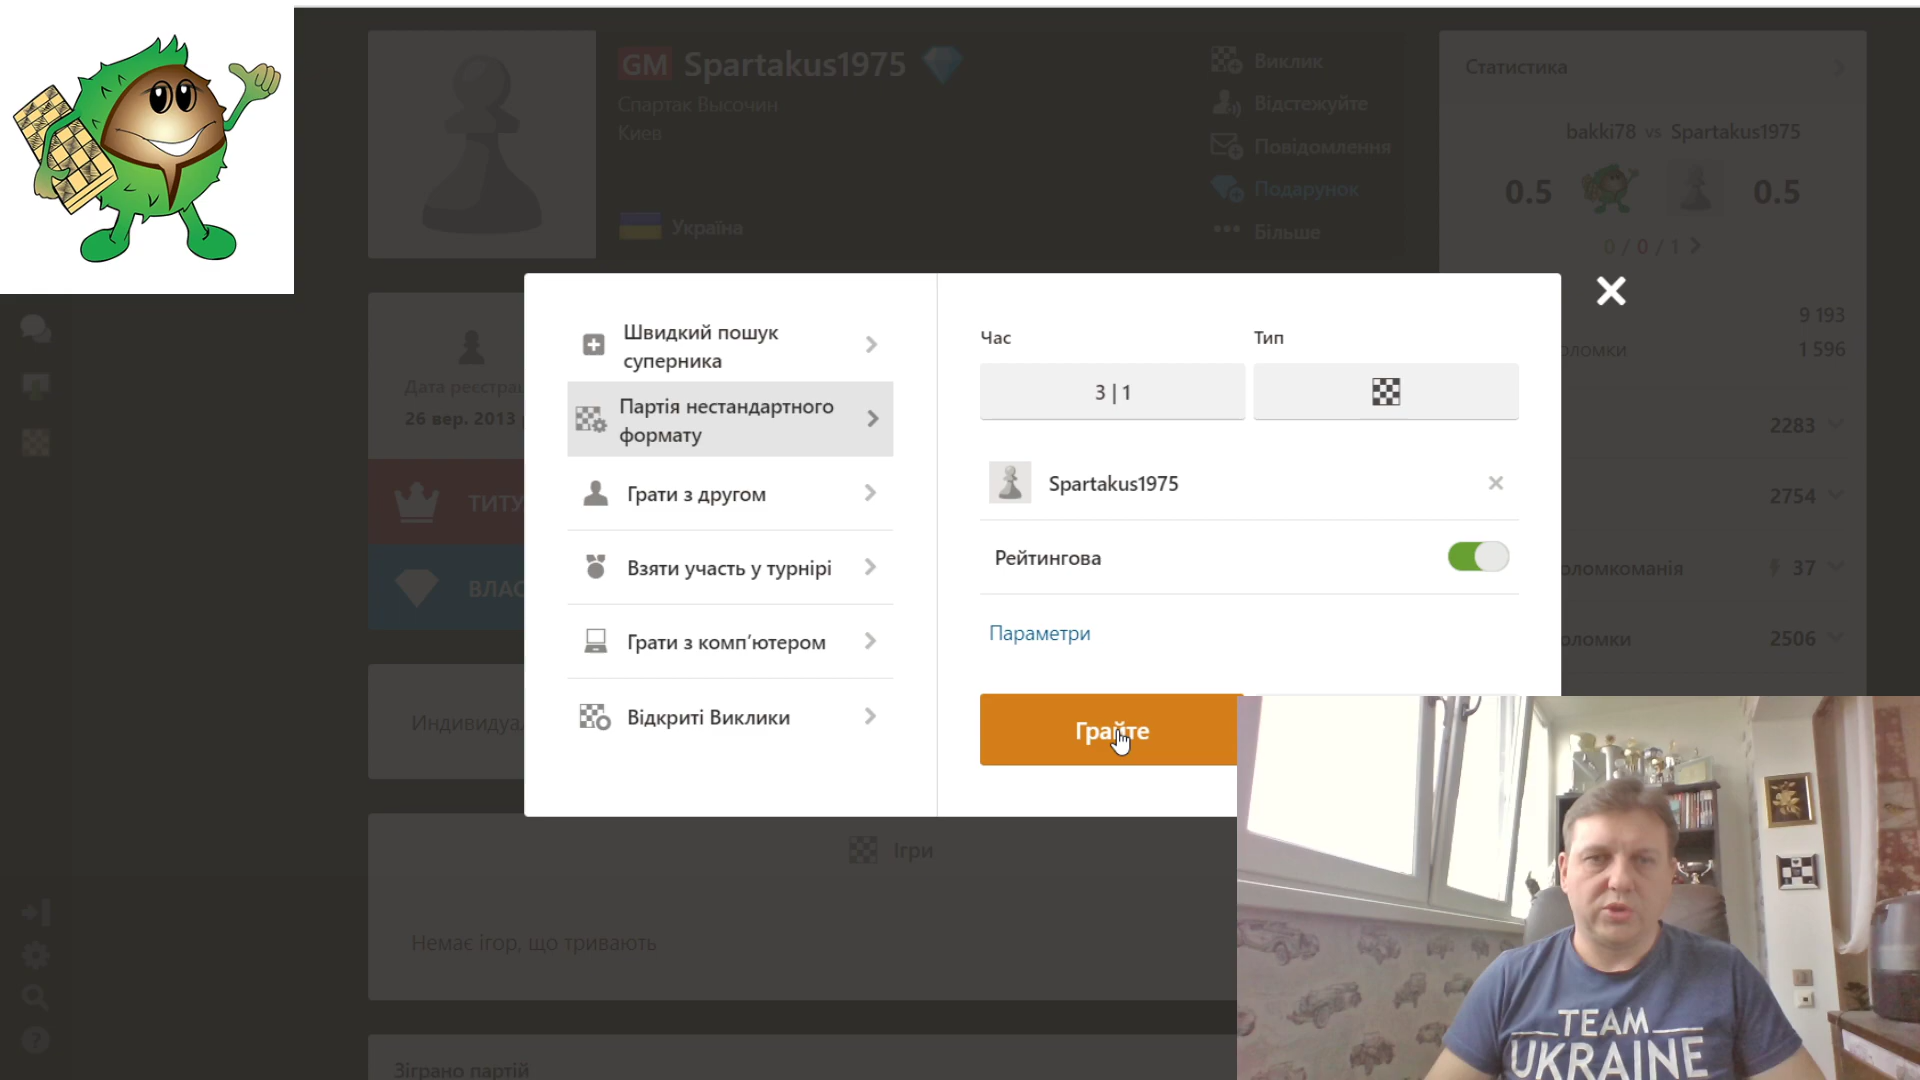 GM Spartakus1975
Спартак Высочин
Киев
Україна
Виклик
Відстежуйте
Повідомлення
Подарунок
Більше
Статистика
bakki78 vs Spartakus1975
0.5
0.5
0 / 0 / 1
9 193
1 596
2283
2754
37
2506
26 вер. 2013
Швидкий пошук
суперника
Партія нестандартного
формату
Грати з другом
Взяти участь у турнірі
Грати з комп’ютером
Відкриті Виклики
Час
Тип
3 | 1
Spartakus1975
Рейтингова
Параметри
Грайте
Ігри
Немає ігор, що тривають
Зіграно партій
TEAM
UKRAINE